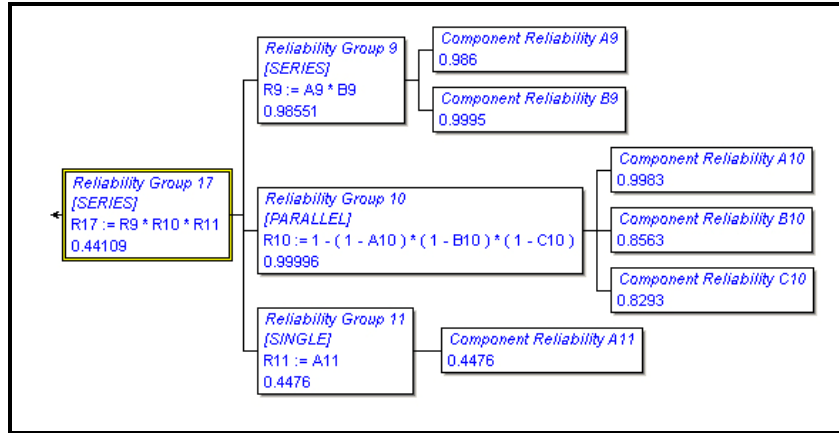 Reliability Group 17
[SERIES]
R17 := R9 * R10 * R11
0.44109
Reliability Group 9
[SERIES]
R9 := A9 * B9
0.98551
Component Reliability A9
0.986
Component Reliability B9
0.9995
Reliability Group 10
[PARALLEL]
R10 := 1 - ( 1 - A10 ) * ( 1 - B10 ) * ( 1 - C10 )
0.99996
Component Reliability A10
0.9983
Component Reliability B10
0.8563
Component Reliability C10
0.8293
Reliability Group 11
[SINGLE]
R11 := A11
0.4476
Component Reliability A11
0.4476